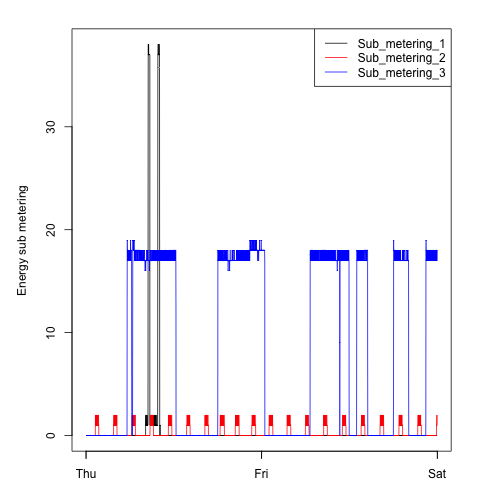 Sub_metering_1
Sub_metering_2
Sub_metering_3
Energy sub metering
30
20
10
0
Thu
Fri
Sat